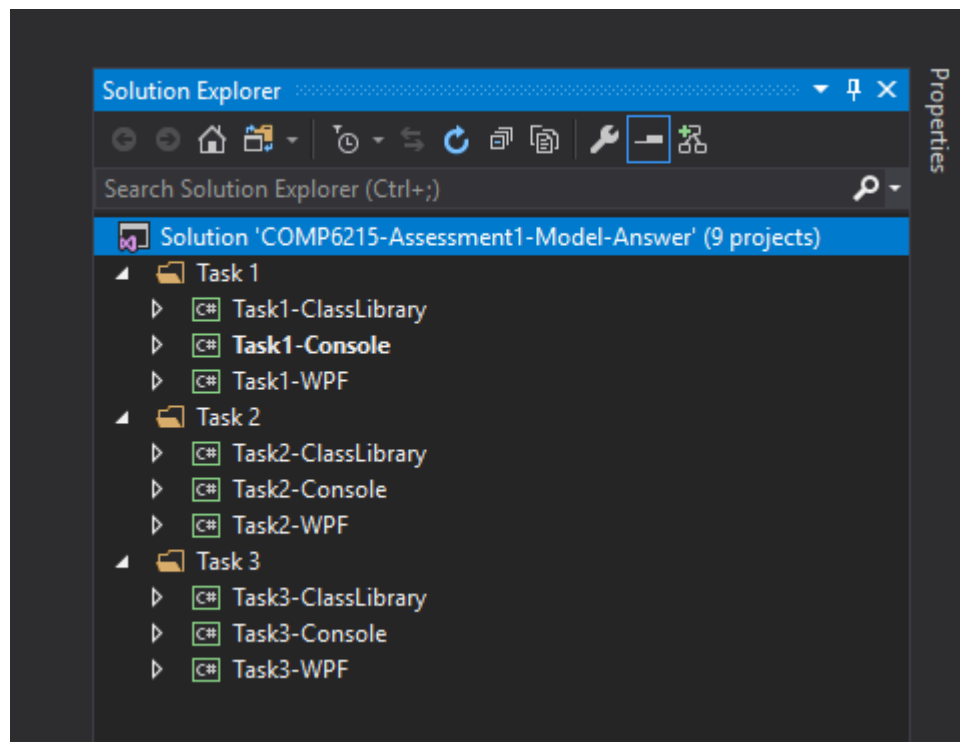 Solution Explorer
Properties
Search Solution Explorer (Ctrl+;)
Solution 'COMP6215-Assessment1-Model-Answer' (9 projects)
Task 1
C# Task1-ClassLibrary
C# Task1-Console
C# Task1-WPF
Task 2
C# Task2-ClassLibrary
C# Task2-Console
C# Task2-WPF
Task 3
C# Task3-ClassLibrary
C# Task3-Console
C# Task3-WPF